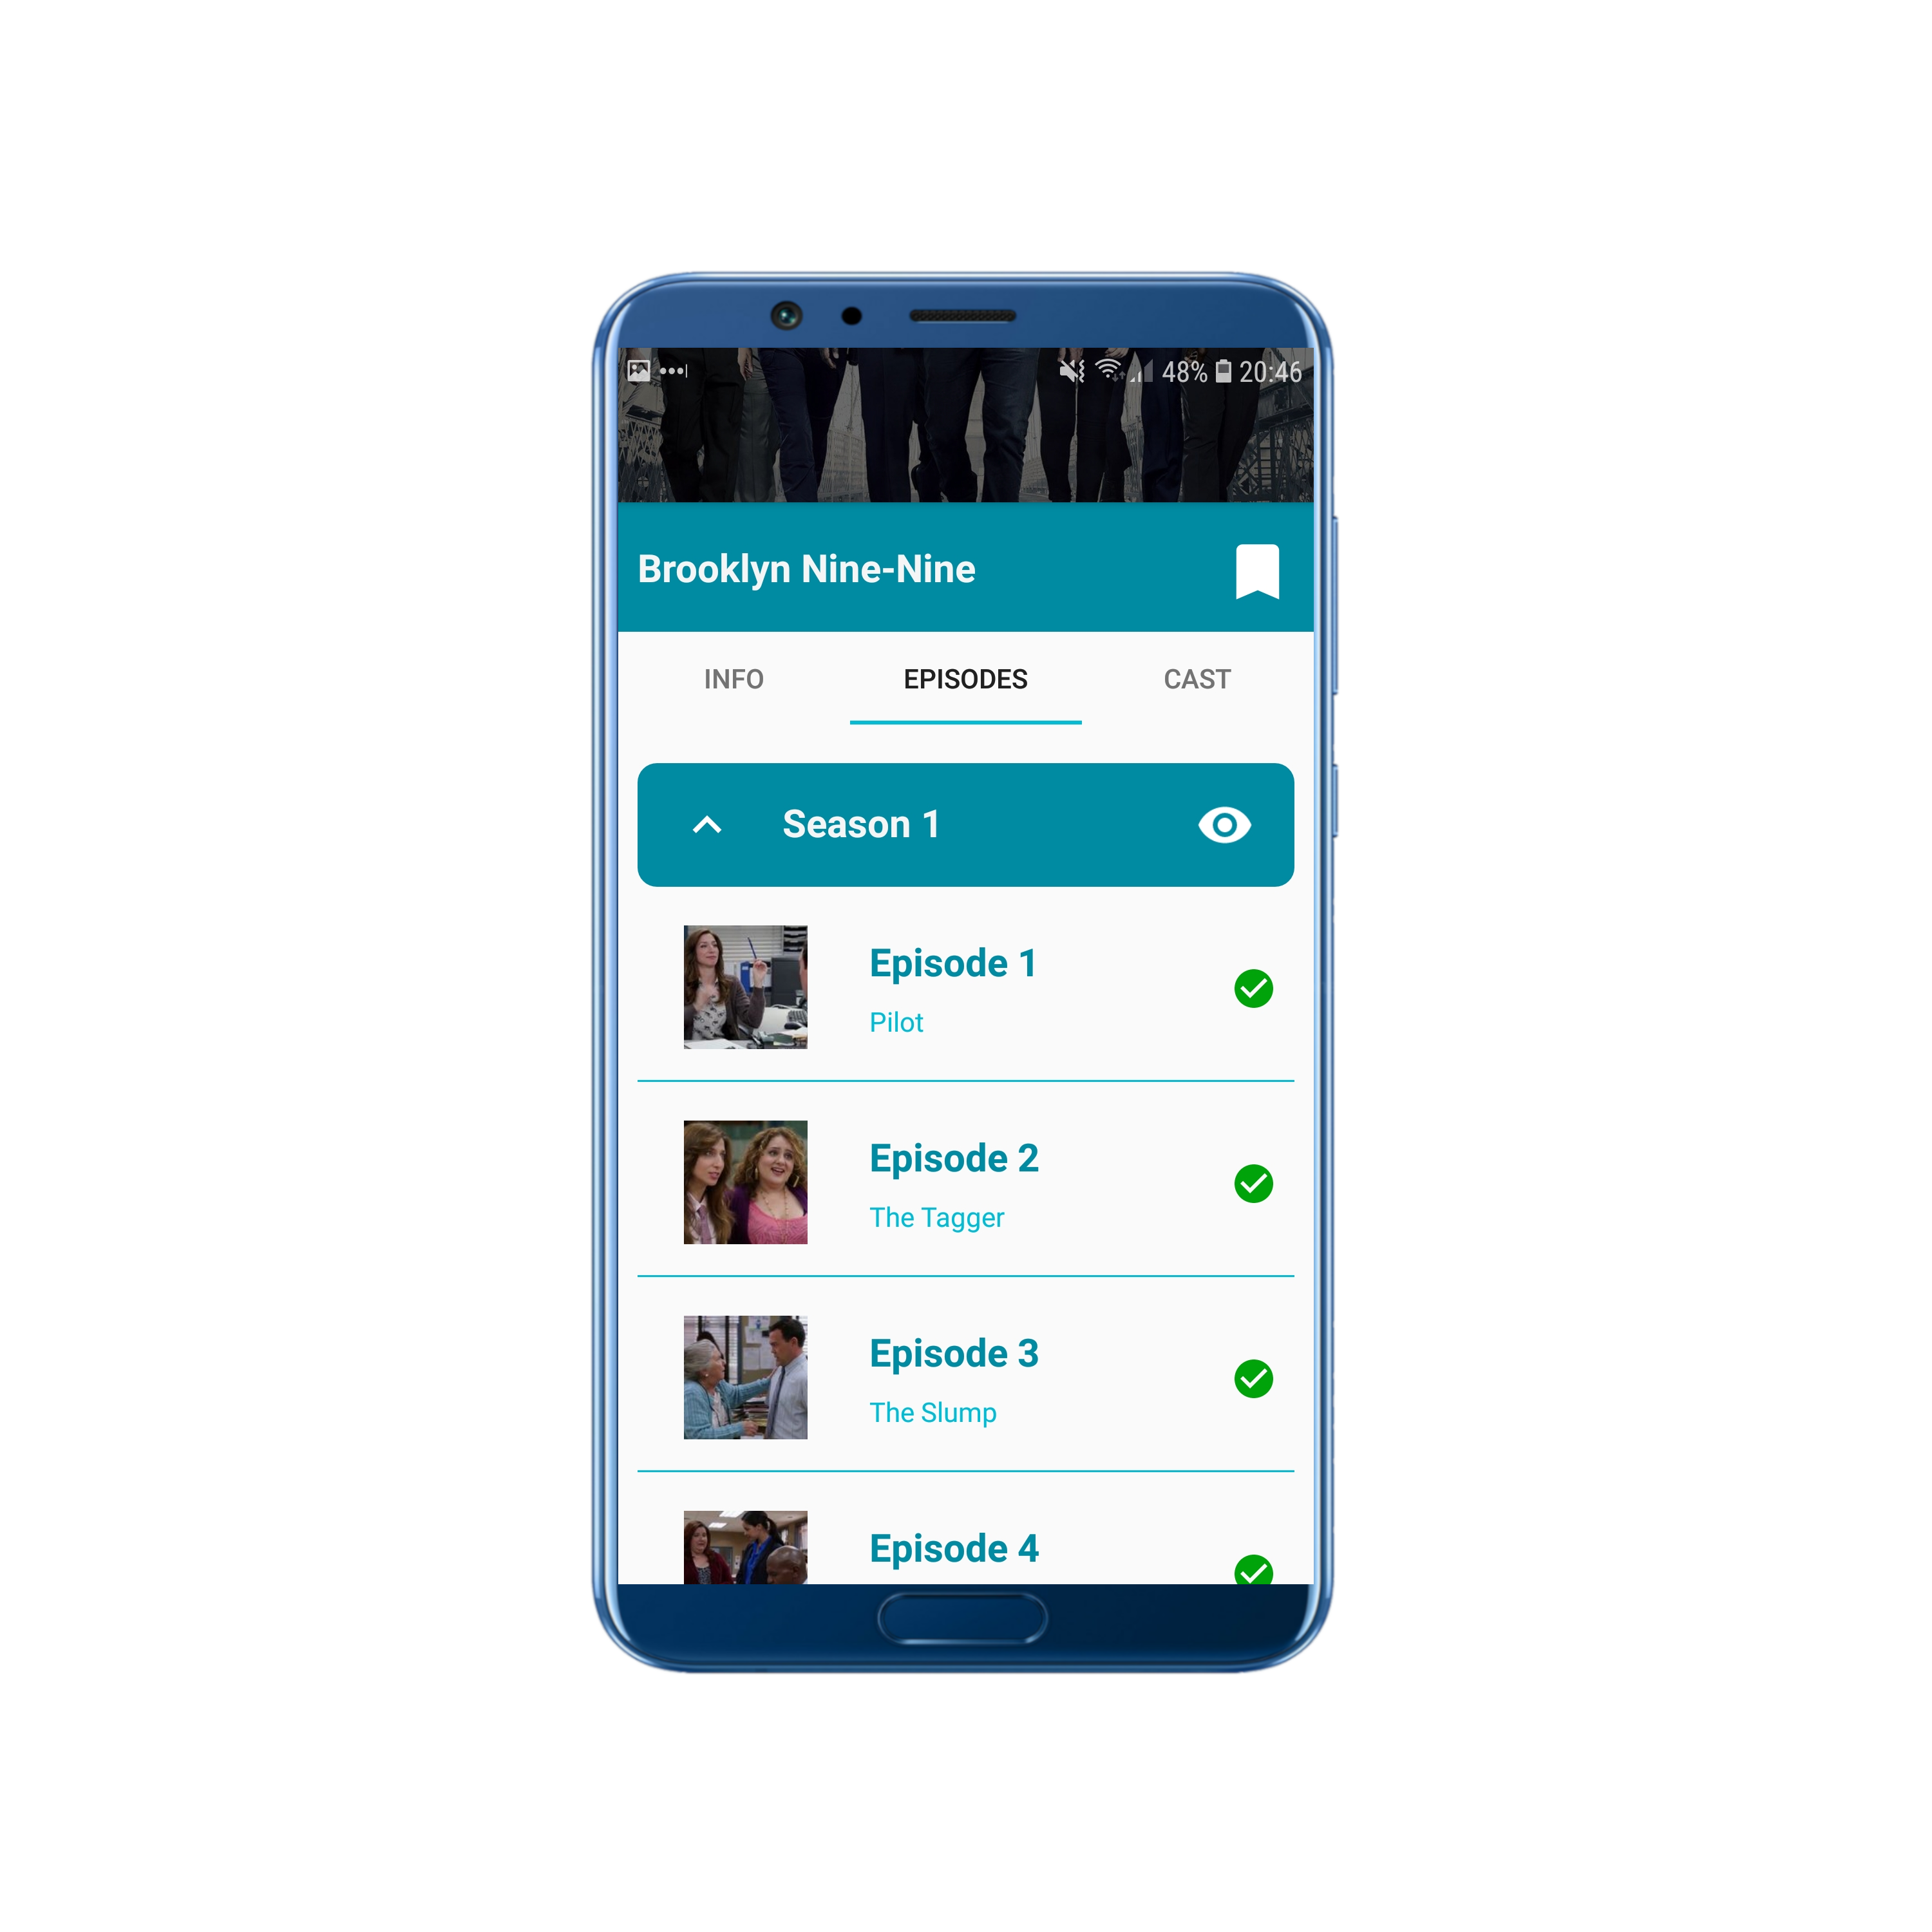 48% 20:46
Brooklyn Nine-Nine
INFO EPISODES CAST
Season 1
Episode 1
Pilot
Episode 2
The Tagger
Episode 3
The Slump
Episode 4